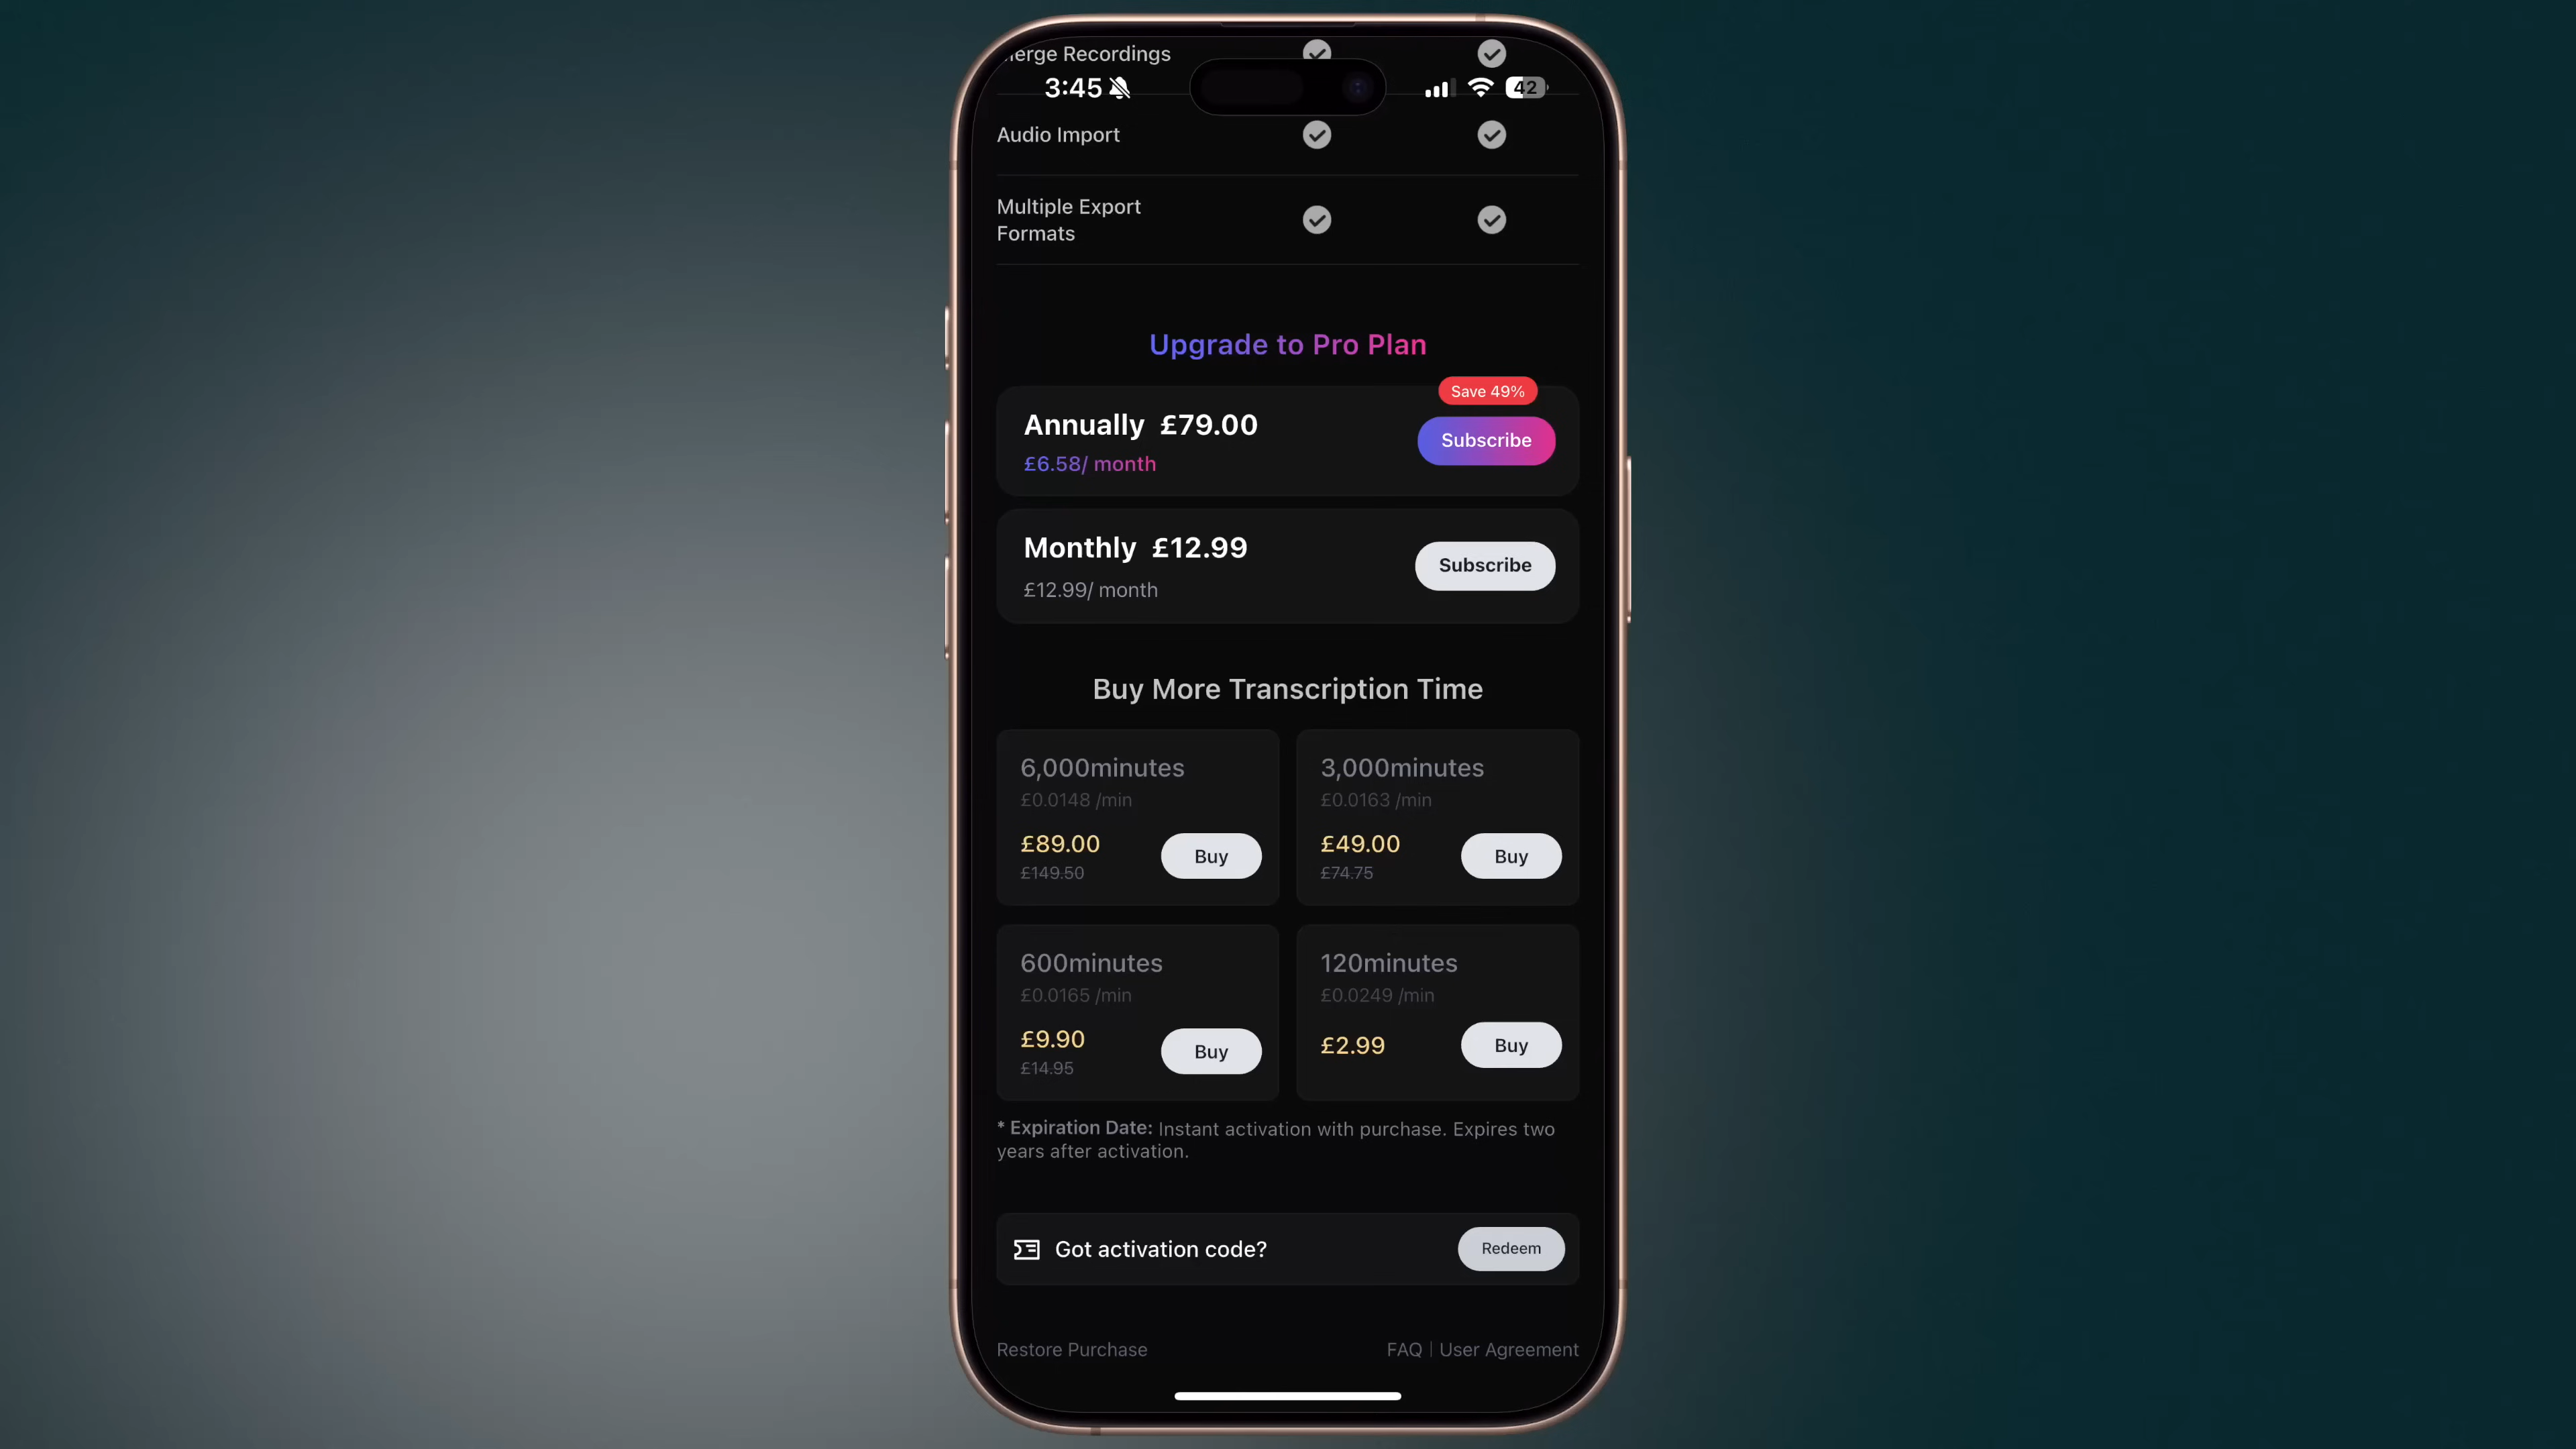 erge Recordings
3:45 42
Audio Import
Multiple Export
Formats
Upgrade to Pro Plan
Save 49%
Annually £79.00
Subscribe
£6.58/ month
Monthly £12.99
Subscribe
£12.99/ month
Buy More Transcription Time
6,000minutes
£0.0148 /min
£89.00
£149.50
Buy
3,000minutes
£0.0163 /min
£49.00
£74.75
Buy
600minutes
£0.0165 /min
£9.90
£14.95
Buy
120minutes
£0.0249 /min
£2.99
Buy
* Expiration Date: Instant activation with purchase. Expires two
years after activation.
Got activation code?
Redeem
Restore Purchase
FAQ | User Agreement